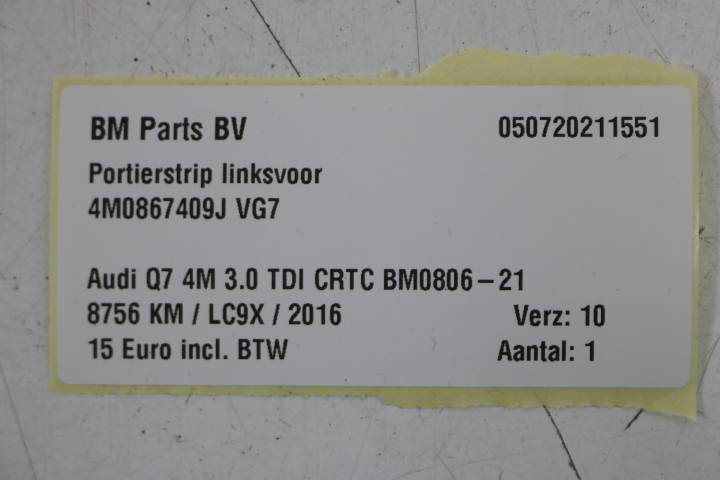 BM Parts BV 050720211551
Portierstrip linksvoor
4M0867409J VG7
Audi Q7 4M 3.0 TDI CRTC BM0806-21
8756 KM / LC9X / 2016 Verz: 10
15 Euro incl. BTW Aantal: 1